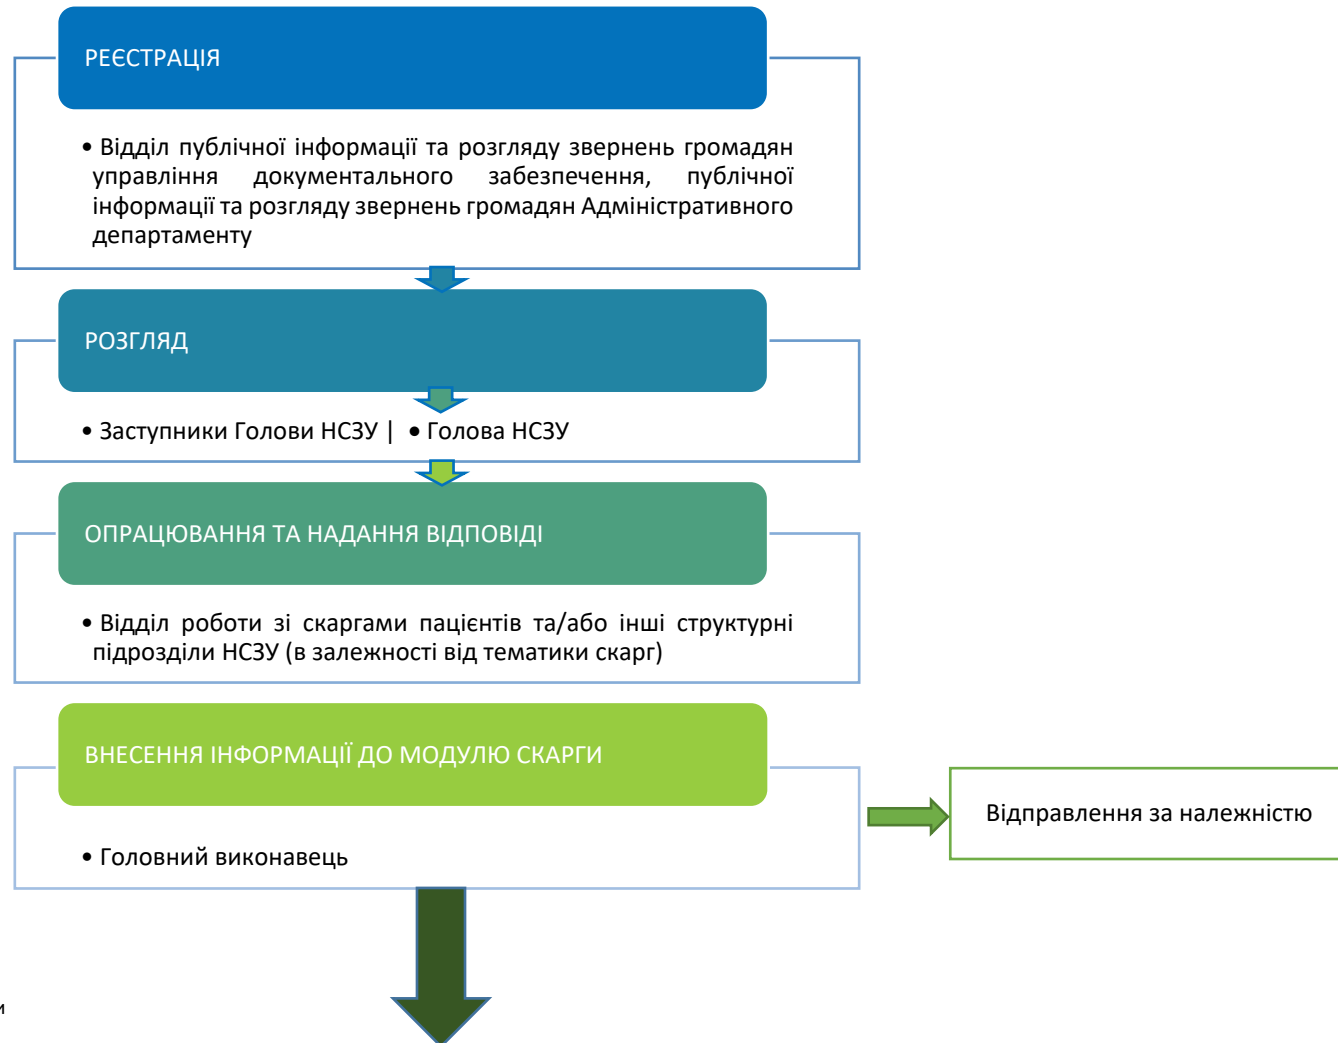 РЕЄСТРАЦІЯ
• Відділ публічної інформації та розгляду звернень громадян
управління документального забезпечення, публічної
інформації та розгляду звернень громадян Адміністративного
департаменту
РОЗГЛЯД
• Заступники Голови НСЗУ | • Голова НСЗУ
ОПРАЦЮВАННЯ ТА НАДАННЯ ВІДПОВІДІ
• Відділ роботи зі скаргами пацієнтів та/або інші структурні
підрозділи НСЗУ (в залежності від тематики скарг)
ВНЕСЕННЯ ІНФОРМАЦІЇ ДО МОДУЛЮ СКАРГИ
• Головний виконавець
Відправлення за належністю